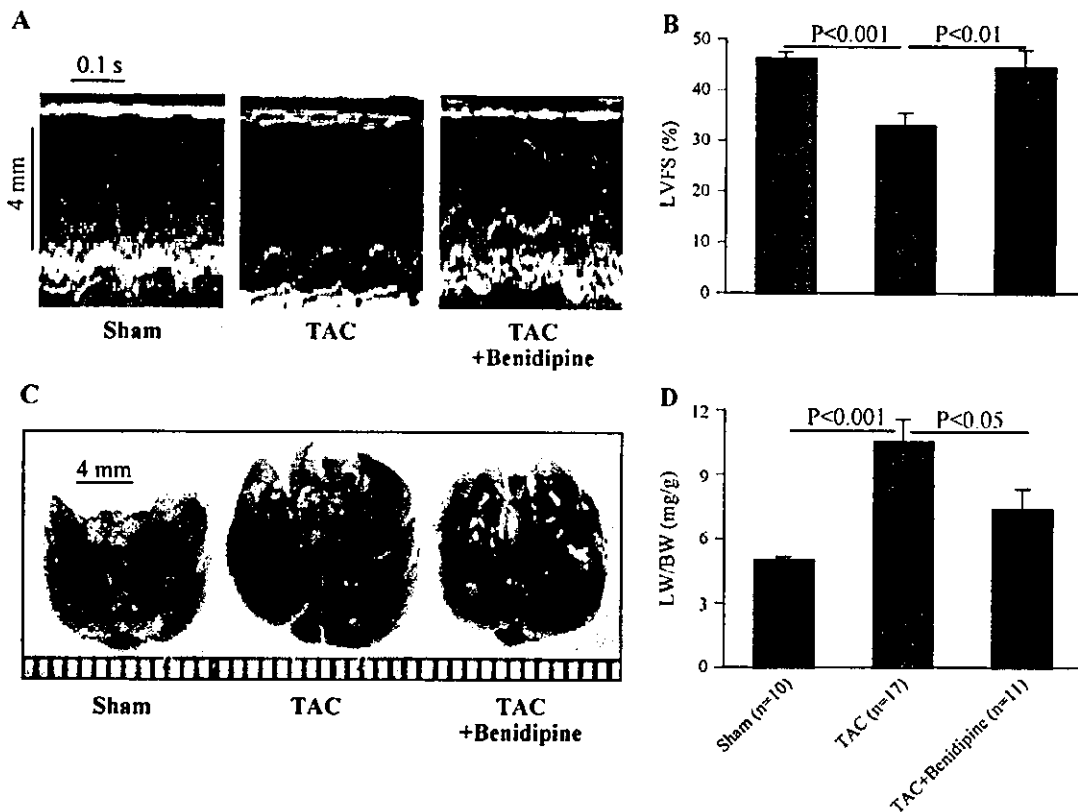 A
0.1 s
4 mm
Sham
TAC
TAC
+Benidipine
B
P<0.001
P<0.01
50
40
30
20
10
0
LVFS (%)
C
4 mm
Sham
TAC
TAC
+Benidipine
D
P<0.001
P<0.05
12
9
6
3
0
LW/BW (mg/g)
Sham (n=10)
TAC (n=17)
TAC+Benidipine (n=11)